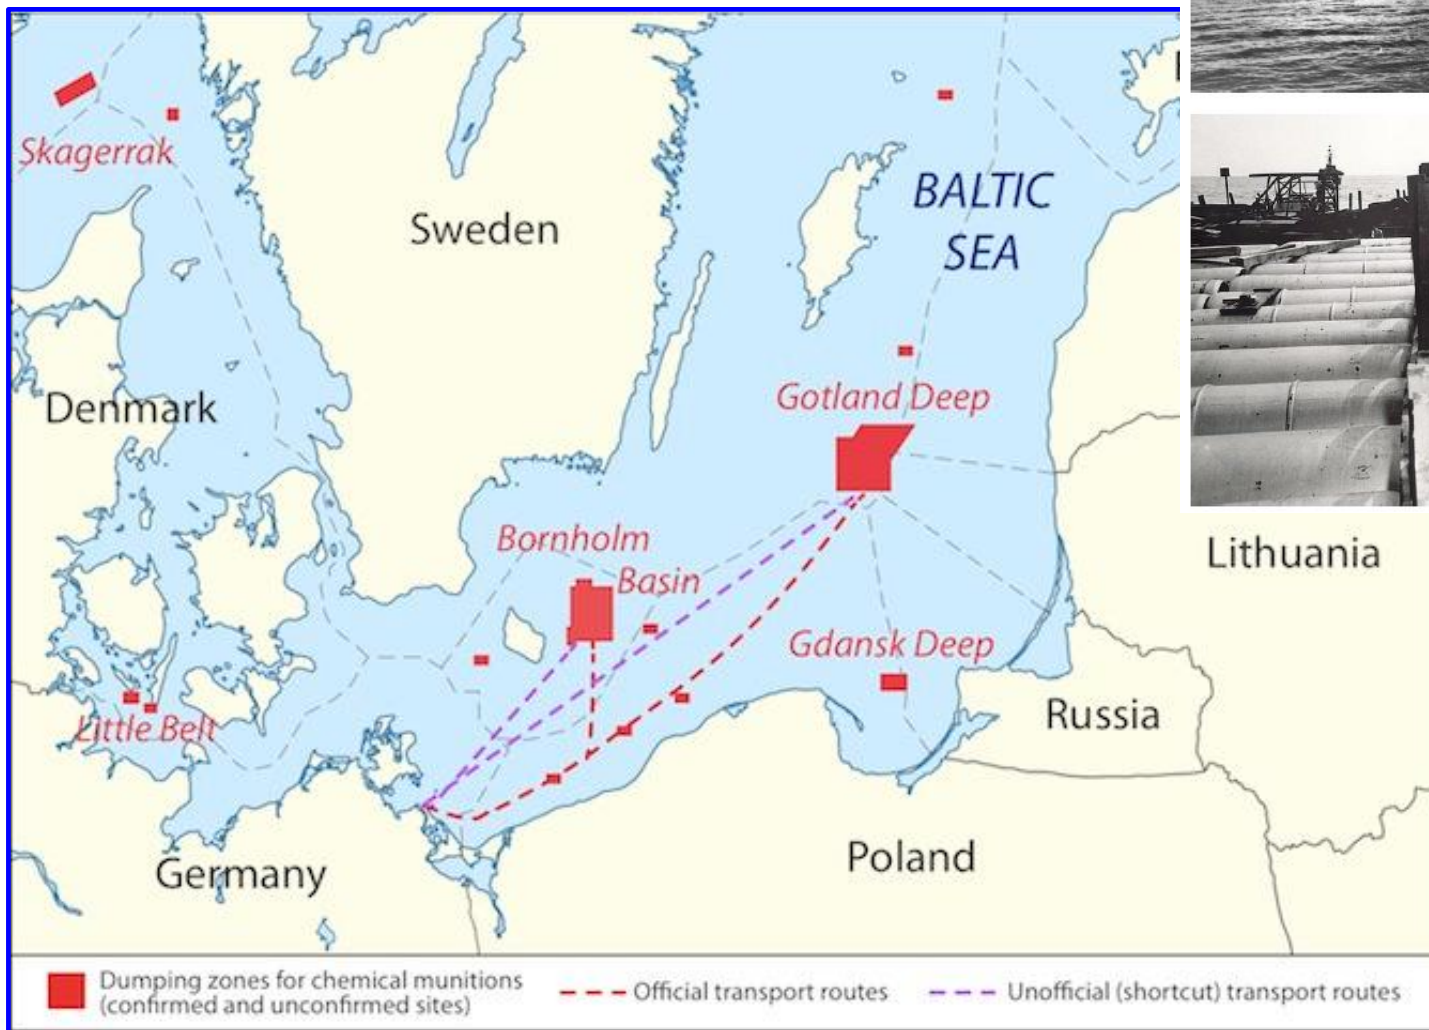 Skagerrak
Sweden
BALTIC
SEA
Denmark
Gotland Deep
Bornholm
Basin
Lithuania
Gdansk Deep
Little Belt
Russia
Germany
Poland
Dumping zones for chemical munitions
(confirmed and unconfirmed sites)
Official transport routes
Unofficial (shortcut) transport routes